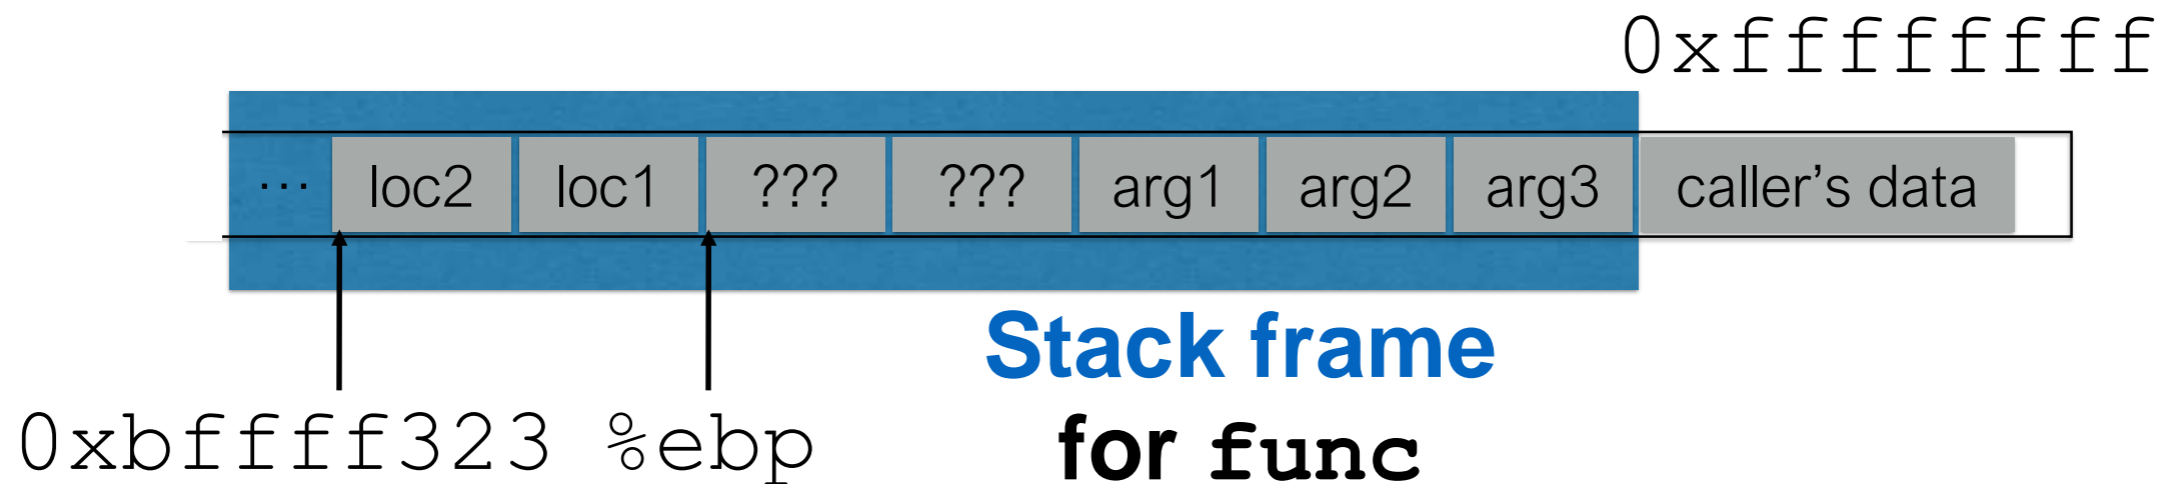 0xffffffff
… loc2 loc1 ??? ??? arg1 arg2 arg3 caller’s data
Stack frame
0xbffff323 %ebp for func